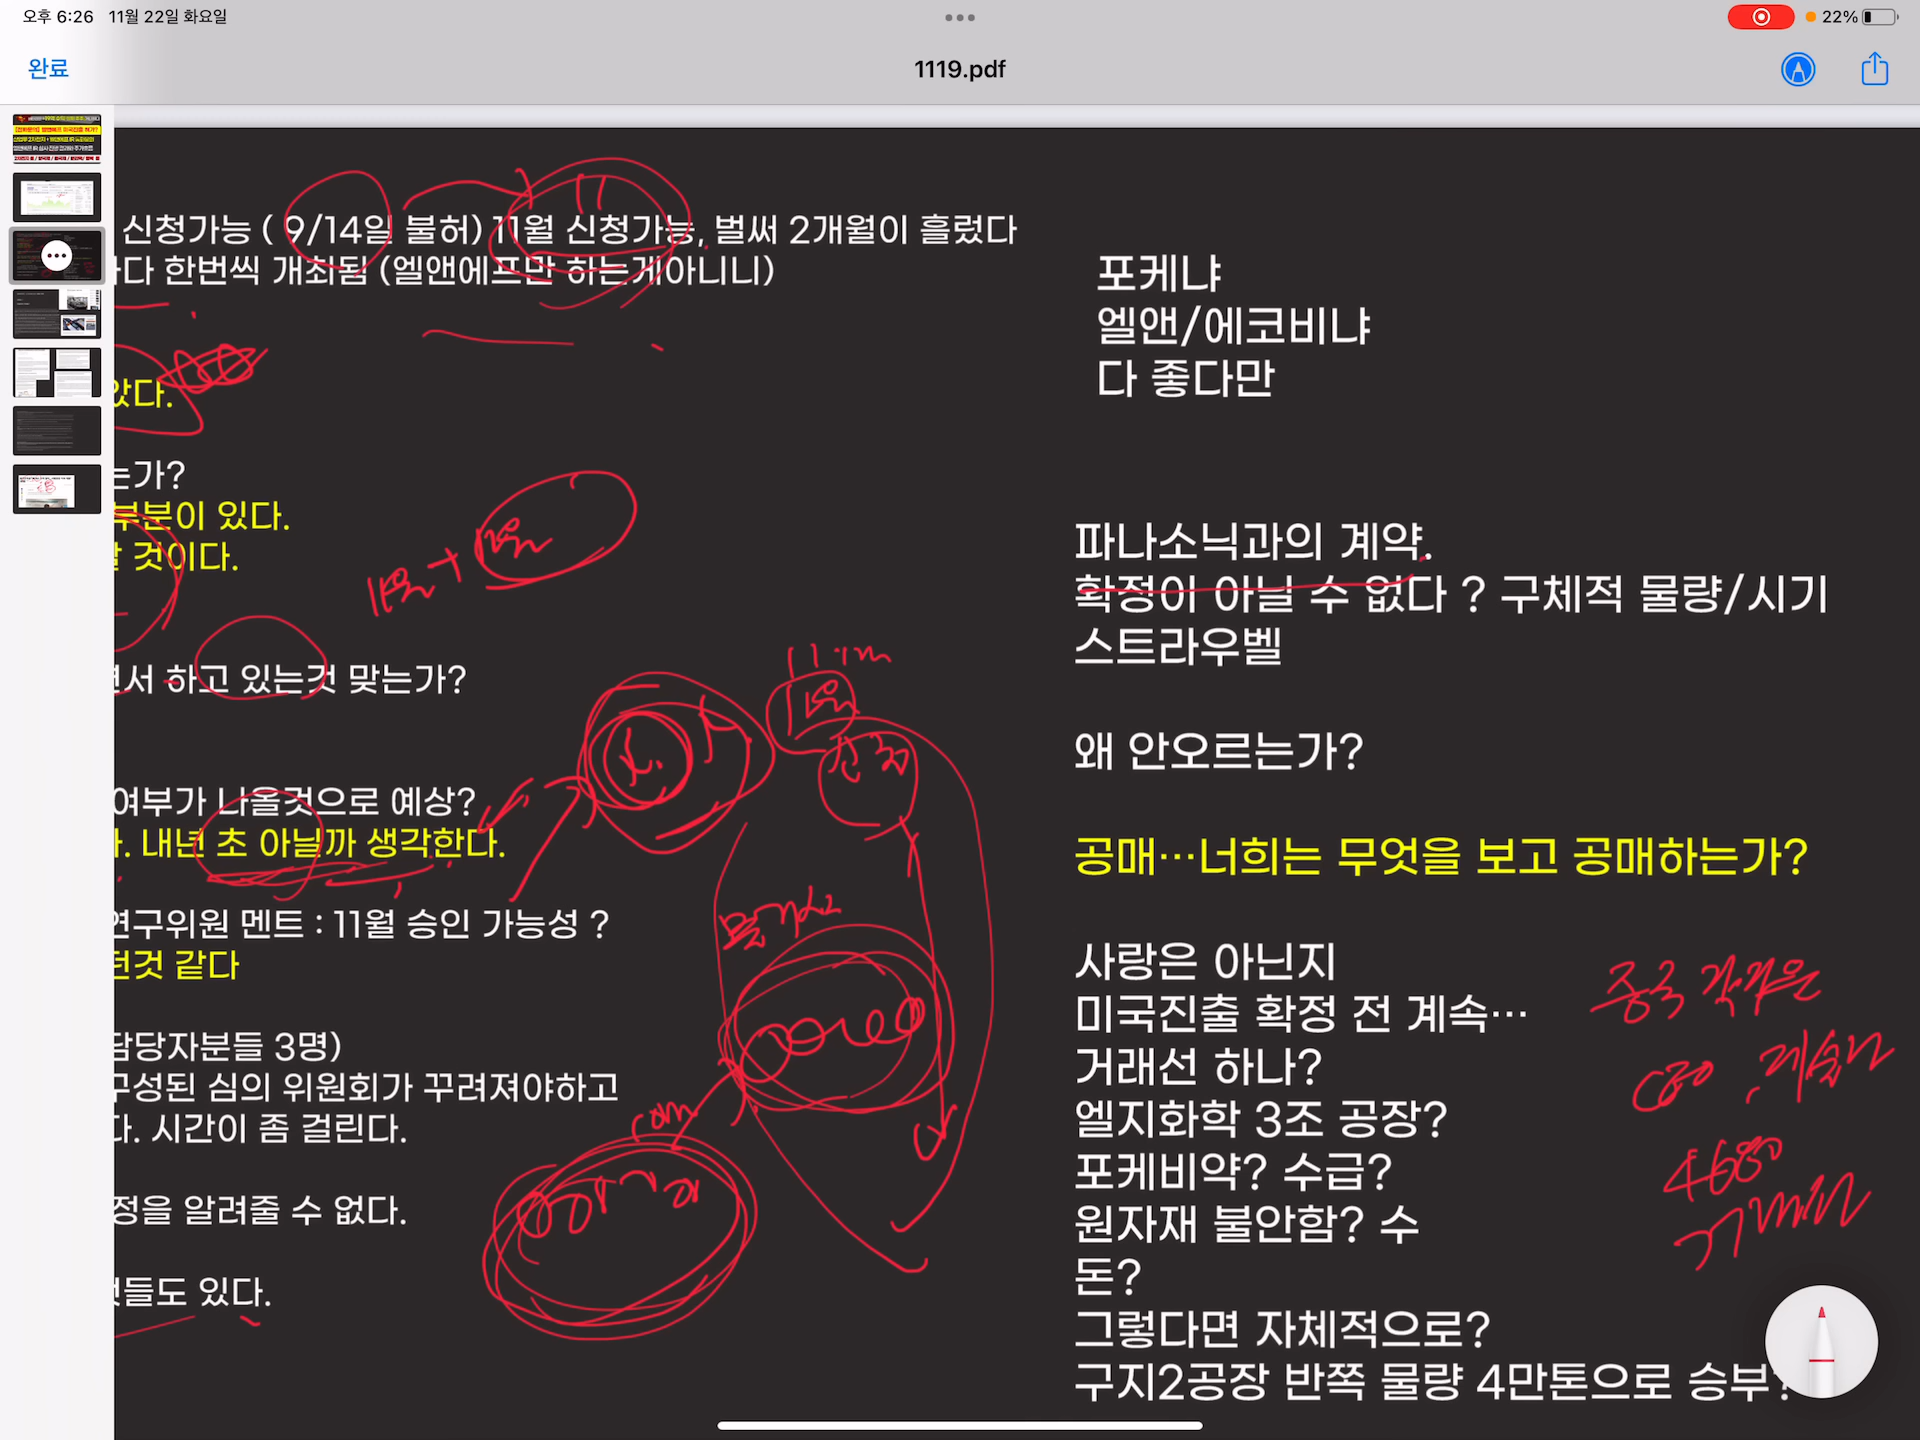 오후 6:26 11월 22일 화요일
22%
완료
1119.pdf
신청가능 ( 9/14일 불허) 11월 신청가능, 벌써 2개월이 흘렀다
다 한번씩 개최됨 (엘앤에프만 하는게아니니)
았다.
는가?
부분이 있다.
것이다.
11월 + 12월
면서 하고 있는것 맞는가?
여부가 나올것으로 예상?
내년 초 아닐까 생각한다.
연구위원 멘트 : 11월 승인 가능성 ?
던것 같다
담당자분들 3명)
구성된 심의 위원회가 꾸려져야하고
다. 시간이 좀 걸린다.
정을 알려줄 수 없다.
것들도 있다.
포케냐
엘앤/에코비냐
다 좋다만
파나소닉과의 계약.
확정이 아닐 수 없다 ? 구체적 물량/시기
스트라우벨
왜 안오르는가?
공매…너희는 무엇을 보고 공매하는가?
사랑은 아닌지
미국진출 확정 전 계속…
거래선 하나?
엘지화학 3조 공장?
포케비약? 수급?
원자재 불안함? 수
돈?
그렇다면 자체적으로?
구지2공장 반쪽 물량 4만톤으로 승부?
중국
CEO
4680